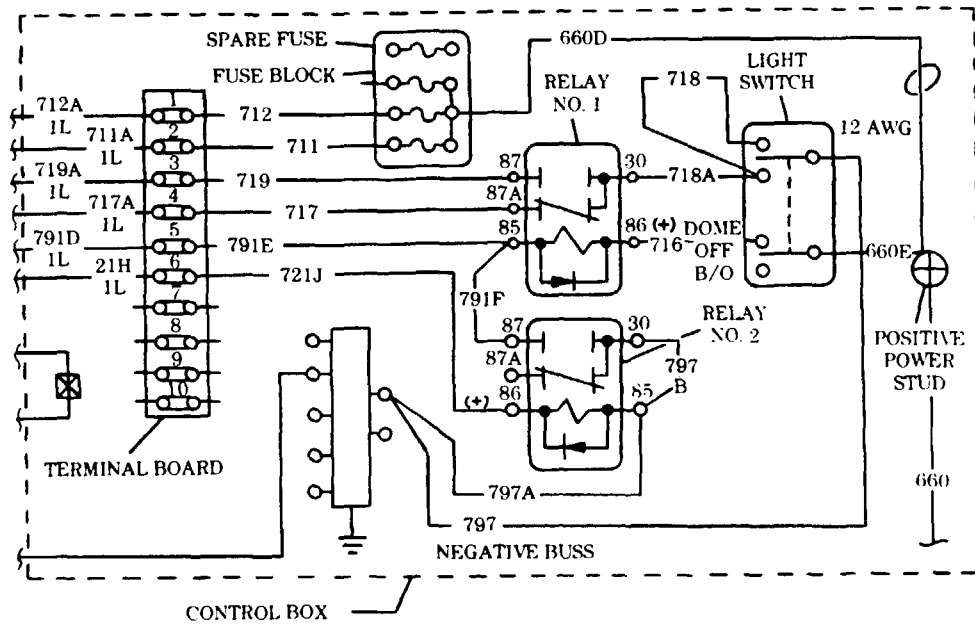 SPARE FUSE
FUSE BLOCK
660D
RELAY
NO. 1
718
LIGHT
SWITCH
12 AWG
712A
1L
711A
1L
719A
1L
717A
1L
791D
1L
21H
1L
1
2
3
4
5
6
7
8
9
10
712
711
719
717
791E
721J
87
87A
85
30
86 (+)
718A
716
DOME
OFF
B/O
660E
791F
87
87A
86
(+)
30
85
RELAY
NO. 2
797
B
POSITIVE
POWER
STUD
660
TERMINAL BOARD
797A
797
NEGATIVE BUSS
CONTROL BOX